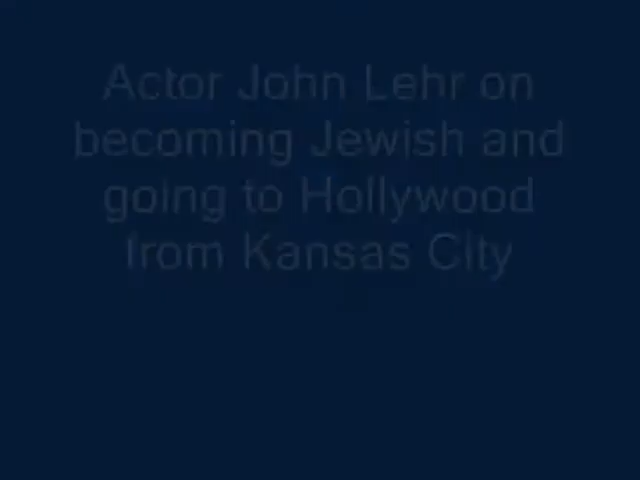 Actor John Lehr on
becoming Jewish and
going to Hollywood
from Kansas City